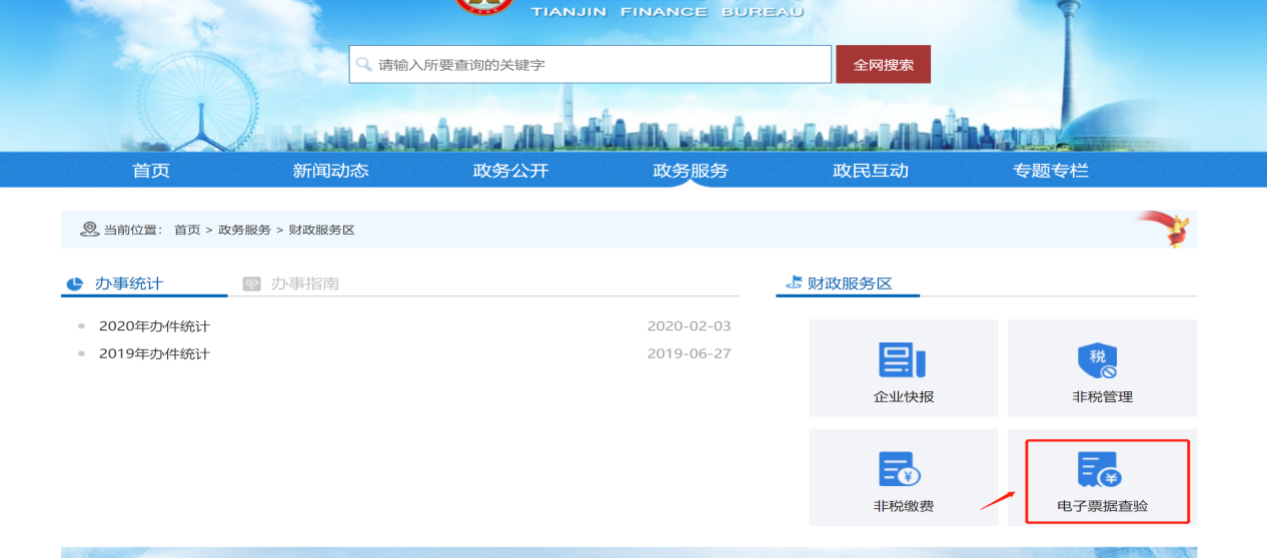 TIANJIN FINANCE BUREAU
请输入所要查询的关键字
全网搜索
首页 新闻动态 政务公开 政务服务 政民互动 专题专栏
当前位置： 首页 > 政务服务 > 财政服务区
办事统计 办事指南
2020年办件统计 2020-02-03
2019年办件统计 2019-06-27
财政服务区
税
企业快报 非税管理
¥ ¥
非税缴费 电子票据查验